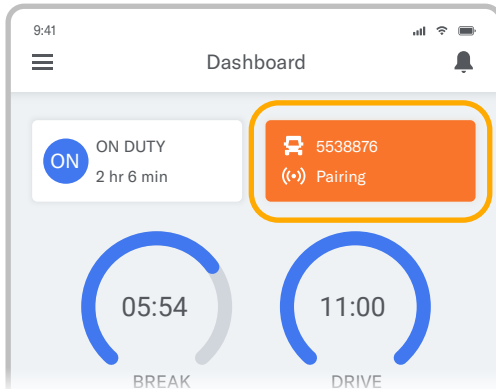 9:41
Dashboard
ON
ON DUTY
2 hr 6 min
5538876
Pairing
05:54
BREAK
11:00
DRIVE